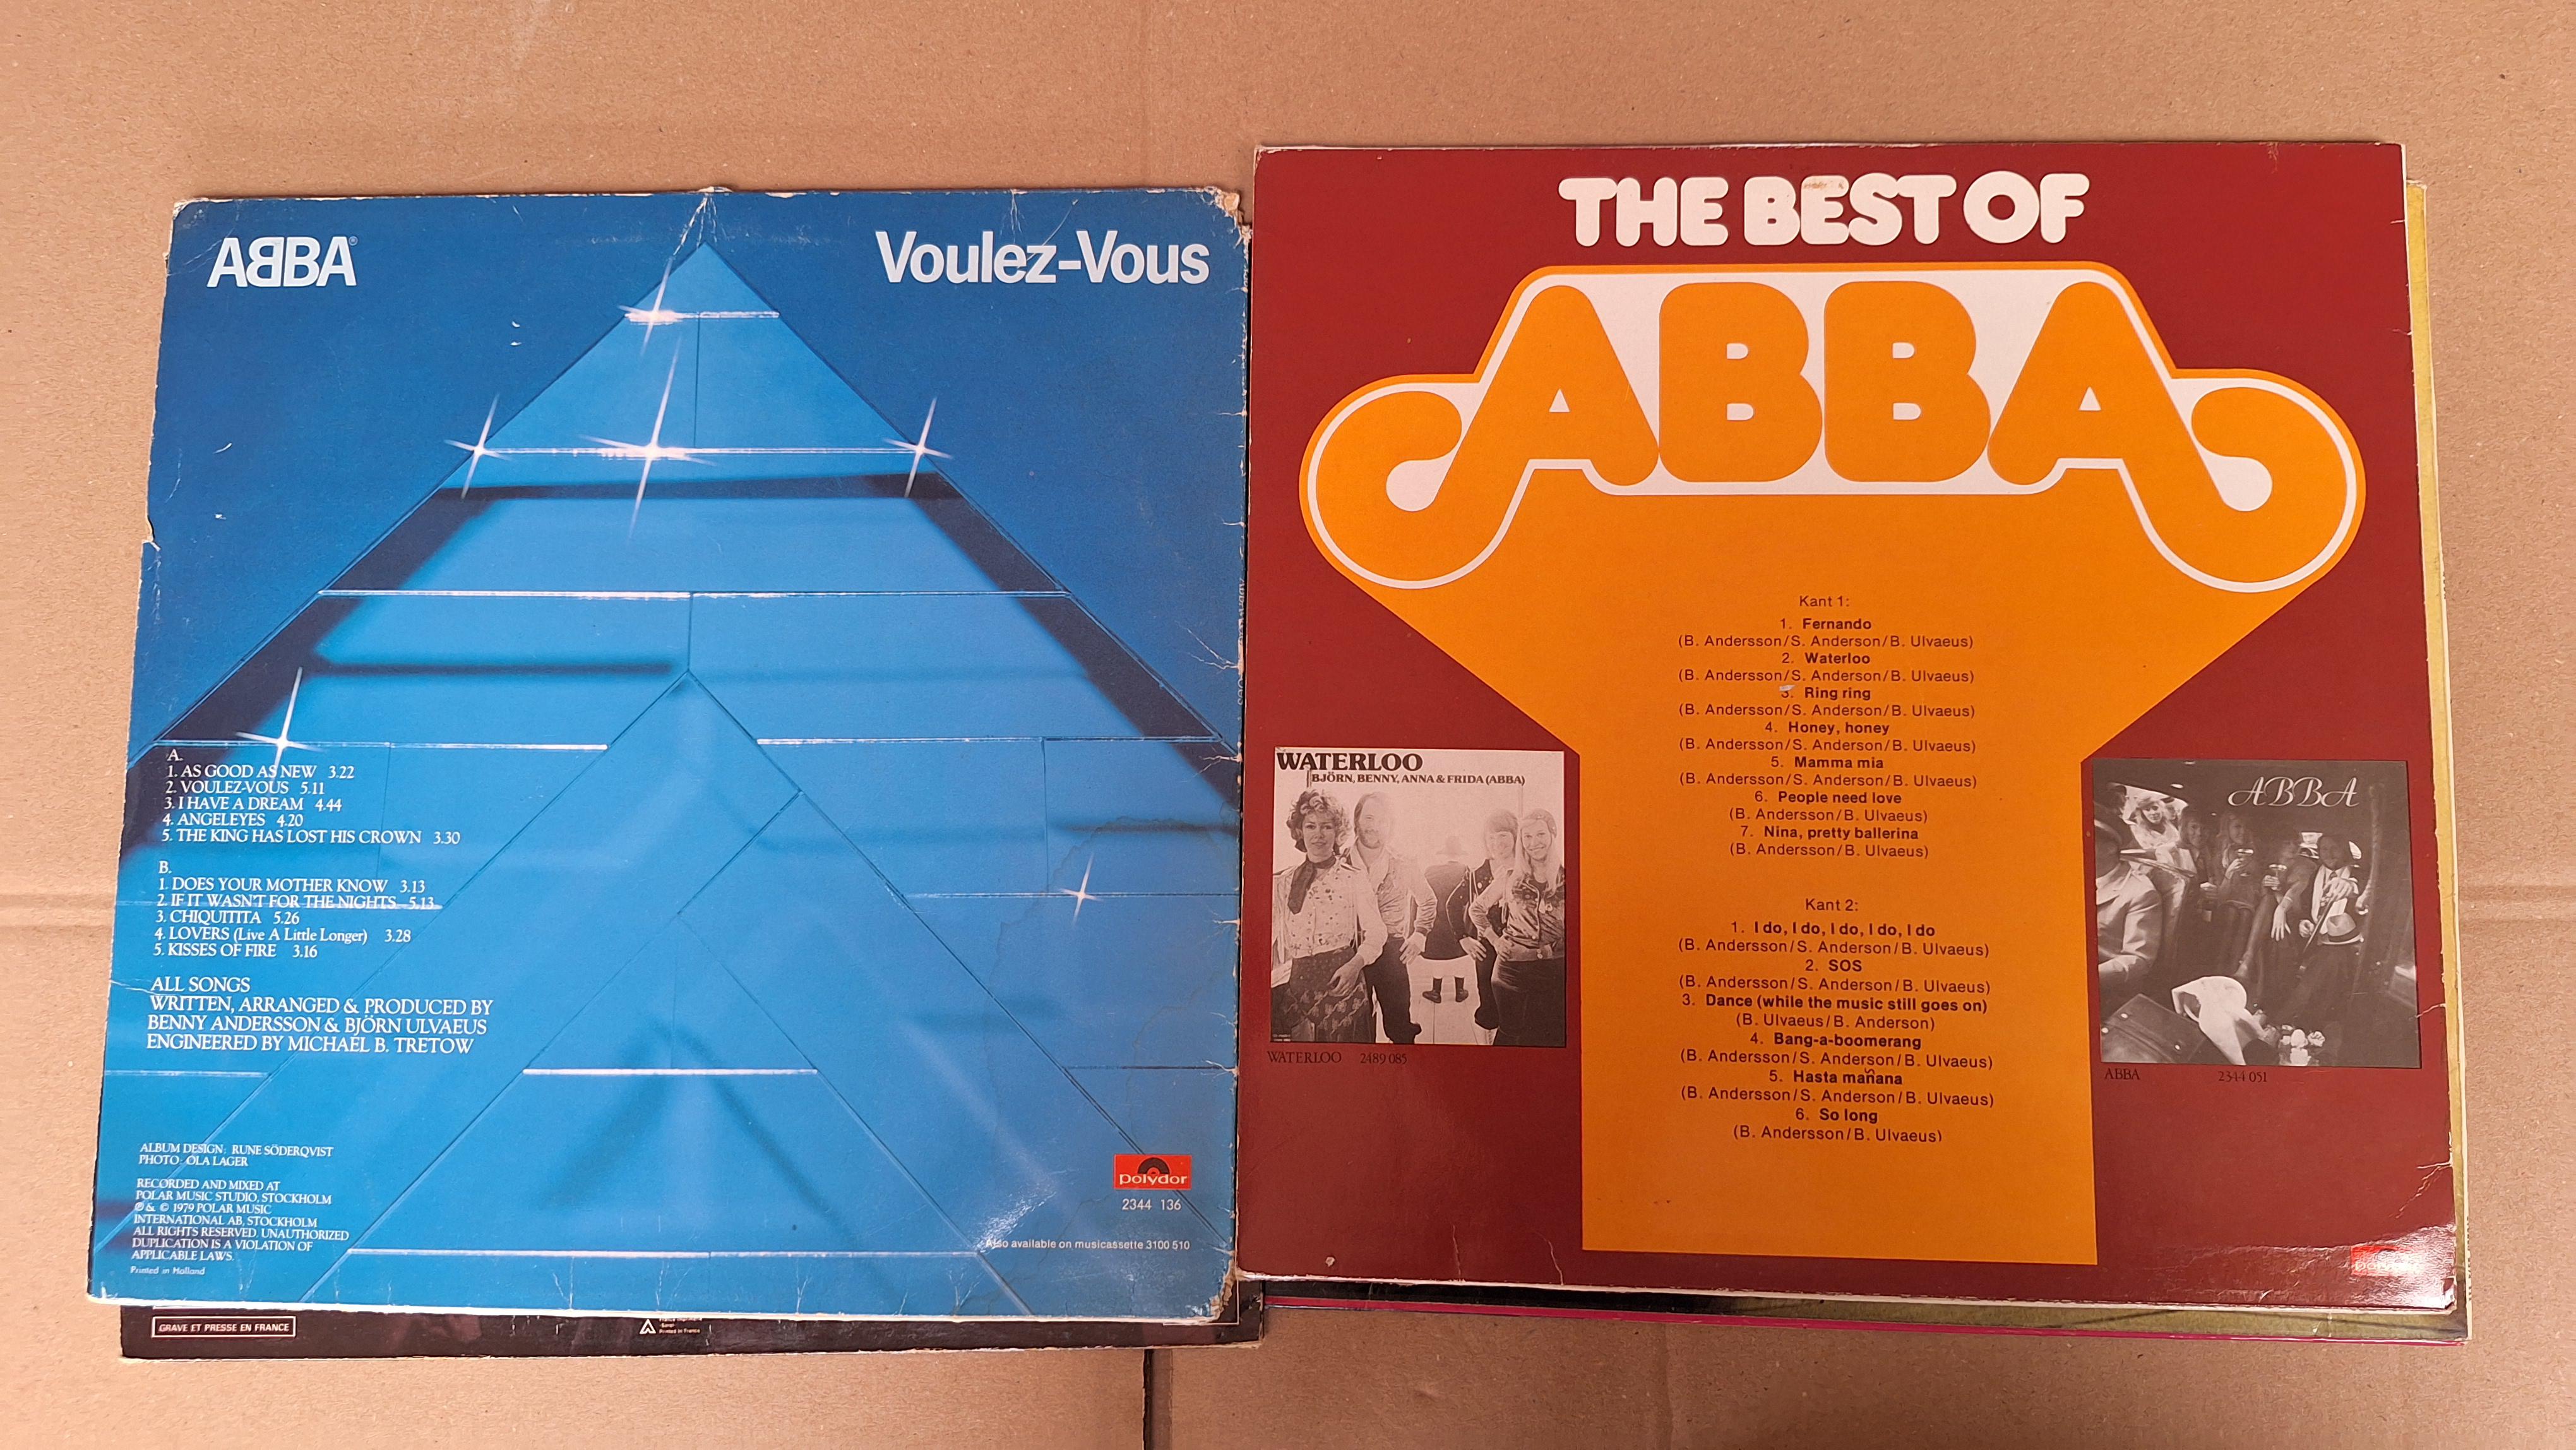 ABBA®
Voulez-Vous
A.
1. AS GOOD AS NEW 3.22
2. VOULEZ-VOUS 5.11
3. I HAVE A DREAM 4.44
4. ANGELEYES 4.20
5. THE KING HAS LOST HIS CROWN 3.30
B.
1. DOES YOUR MOTHER KNOW 3.13
2. IF IT WASN'T FOR THE NIGHTS 5.13
3. CHIQUITITA 5.26
4. LOVERS (Live A Little Longer) 3.28
5. KISSES OF FIRE 3.16
ALL SONGS
WRITTEN, ARRANGED & PRODUCED BY
BENNY ANDERSSON & BJÖRN ULVAEUS
ENGINEERED BY MICHAEL B. TRETOW
ALBUM DESIGN: RUNE SÖDERQVIST
PHOTO: OLA LAGER
RECORDED AND MIXED AT
POLAR MUSIC STUDIO, STOCKHOLM
℗ & © 1979 POLAR MUSIC
INTERNATIONAL AB, STOCKHOLM
ALL RIGHTS RESERVED. UNAUTHORIZED
DUPLICATION IS A VIOLATION OF
APPLICABLE LAWS.
Printed in Holland
polydor
2344 136
Also available on musicassette 3100 510
GRAVE ET PRESSE EN FRANCE
Printed in France
THE BEST OF
ABBA
Kant 1:
1. Fernando
(B. Andersson/S. Anderson/B. Ulvaeus)
2. Waterloo
(B. Andersson/S. Anderson/B. Ulvaeus)
3. Ring ring
(B. Andersson/S. Anderson/B. Ulvaeus)
4. Honey, honey
(B. Andersson/S. Anderson/B. Ulvaeus)
5. Mamma mia
(B. Andersson/S. Anderson/B. Ulvaeus)
6. People need love
(B. Andersson/B. Ulvaeus)
7. Nina, pretty ballerina
(B. Andersson/B. Ulvaeus)
Kant 2:
1. I do, I do, I do, I do, I do
(B. Andersson/S. Anderson/B. Ulvaeus)
2. SOS
(B. Andersson/S. Anderson/B. Ulvaeus)
3. Dance (while the music still goes on)
(B. Ulvaeus/B. Anderson)
4. Bang-a-boomerang
(B. Andersson/S. Anderson/B. Ulvaeus)
5. Hasta mañana
(B. Andersson/S. Anderson/B. Ulvaeus)
6. So long
(B. Andersson/B. Ulvaeus)
WATERLOO
BJÖRN, BENNY, ANNA & FRIDA (ABBA)
WATERLOO 2489 085
ABBA
ABBA 2344 051
polydor